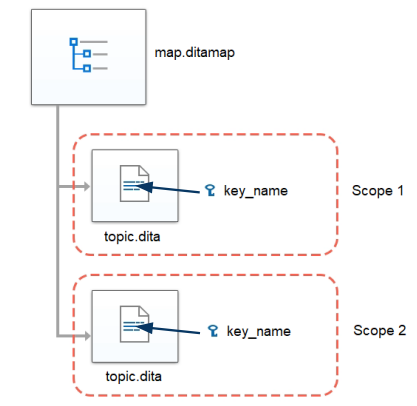 map.ditamap
key_name
Scope 1
topic.dita
key_name
Scope 2
topic.dita